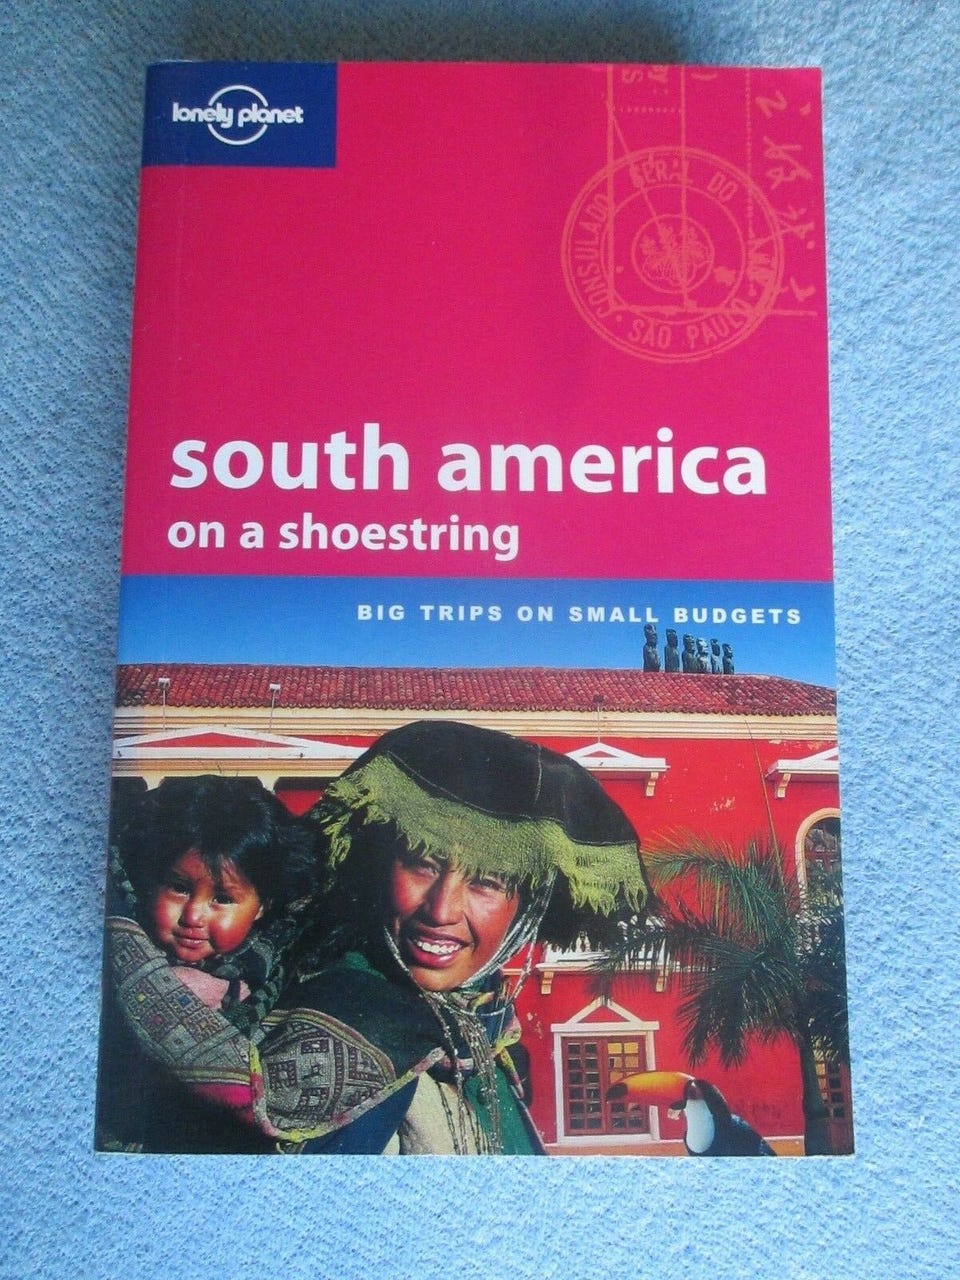 lonely planet
CONSULADO GERAL DO
SÃO PAULO
south america
on a shoestring
BIG TRIPS ON SMALL BUDGETS